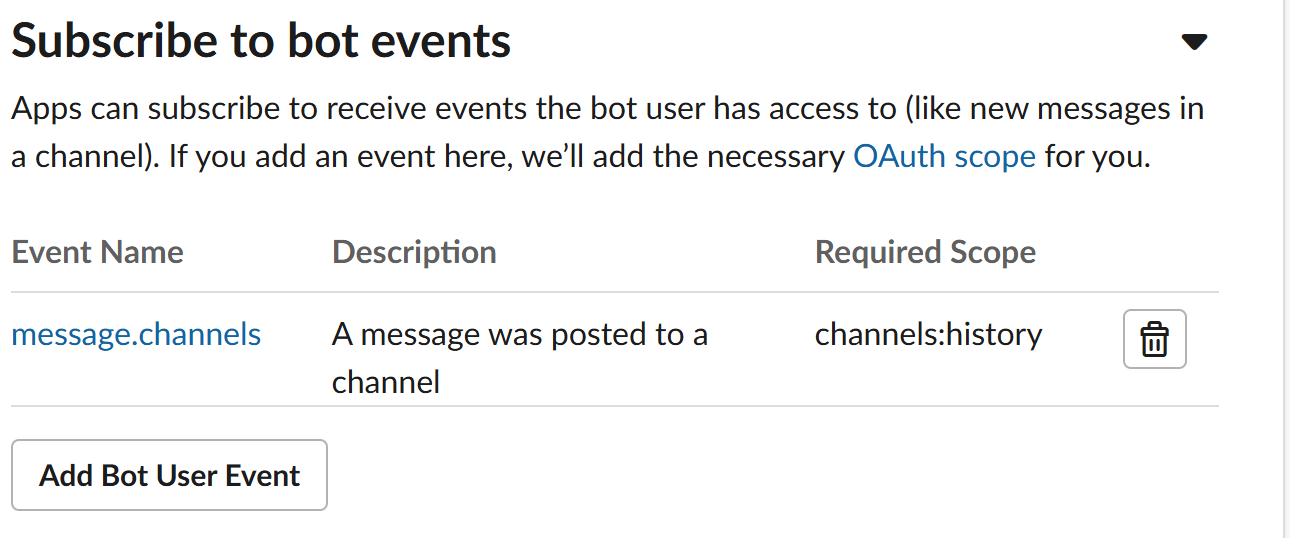 Subscribe to bot events
Apps can subscribe to receive events the bot user has access to (like new messages in
a channel). If you add an event here, we’ll add the necessary OAuth scope for you.
Event Name Description Required Scope
message.channels A message was posted to a channels:history
channel
Add Bot User Event